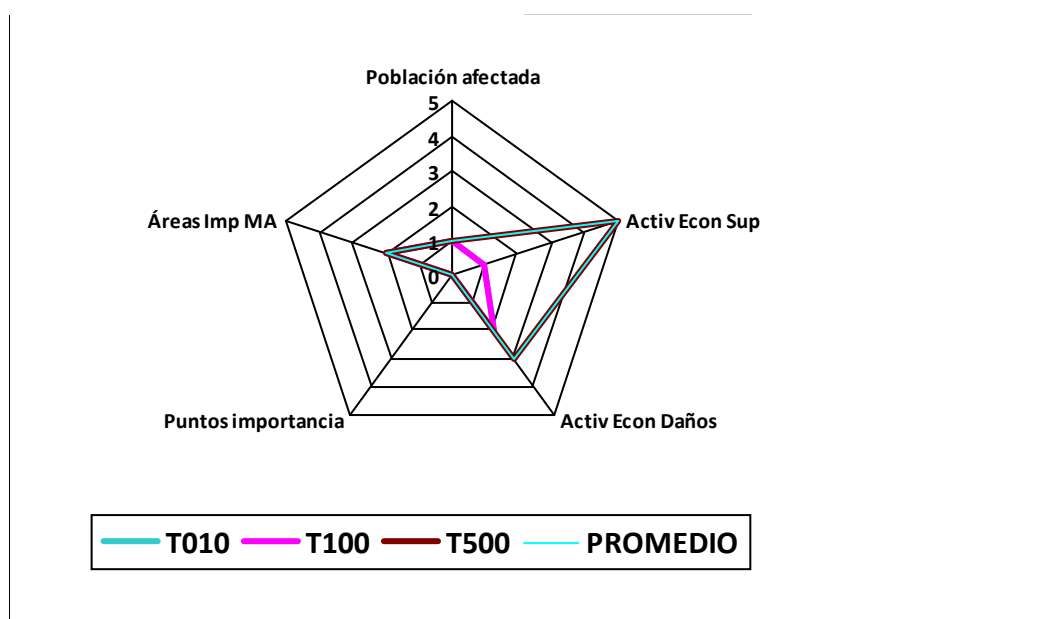 Población afectada
5
4
3
2
1
0
Áreas Imp MA
Activ Econ Sup
Puntos importancia
Activ Econ Daños
T010 T100 T500 PROMEDIO